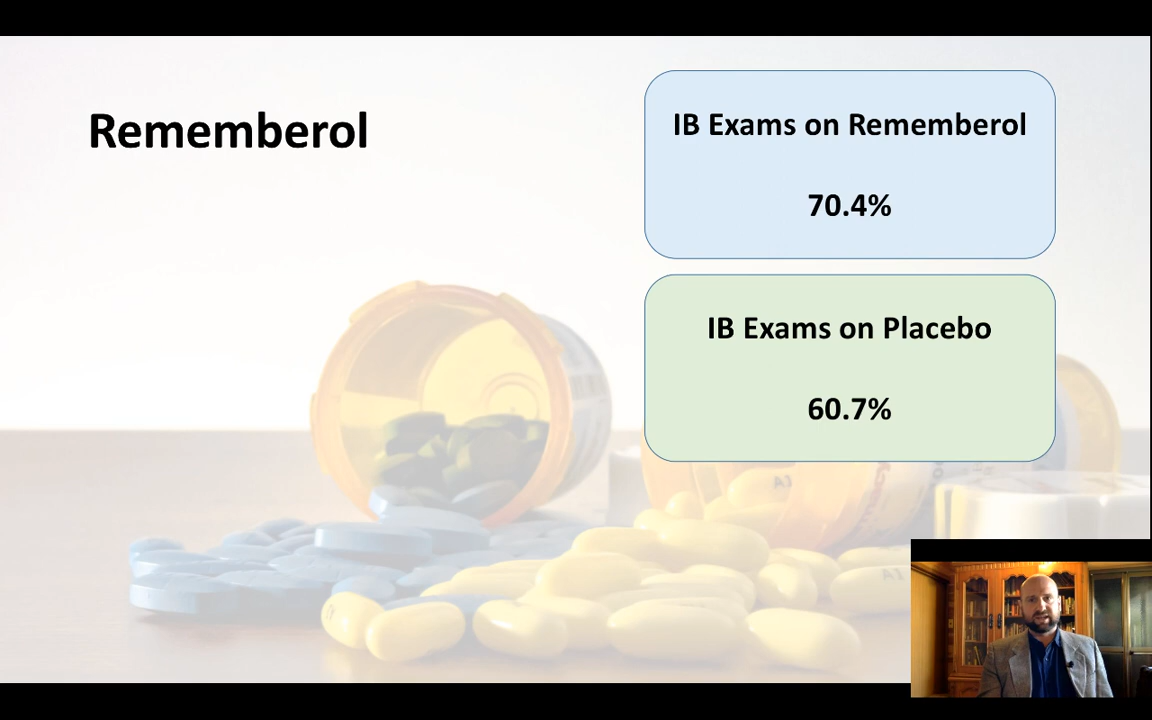 Rememberol
IB Exams on Rememberol
70.4%
IB Exams on Placebo
60.7%